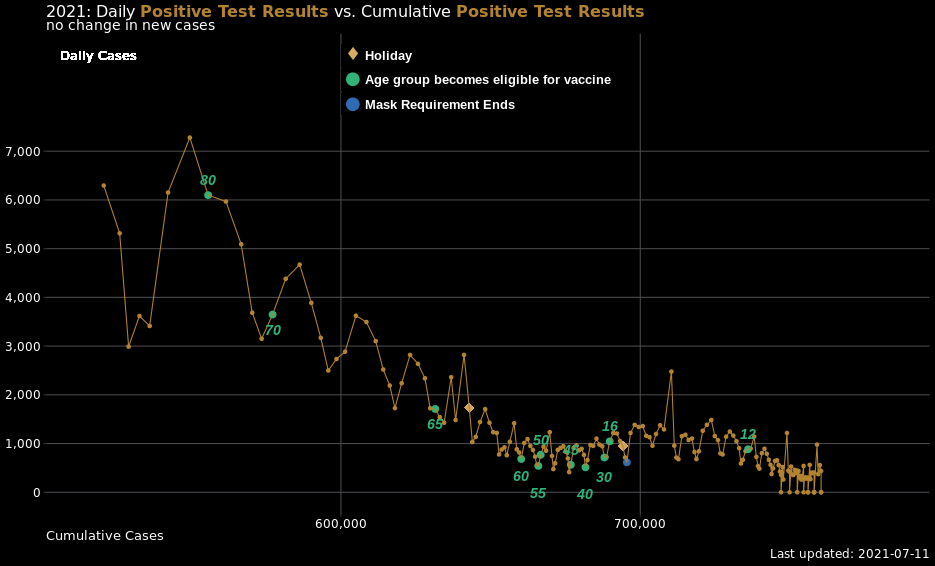 2021: Daily Positive Test Results vs. Cumulative Positive Test Results
no change in new cases
Daily Cases
Holiday
Age group becomes eligible for vaccine
Mask Requirement Ends
7,000
6,000
5,000
4,000
3,000
2,000
1,000
0
80
70
65
60
50
55
45
40
30
16
12
600,000
700,000
Cumulative Cases
Last updated: 2021-07-11